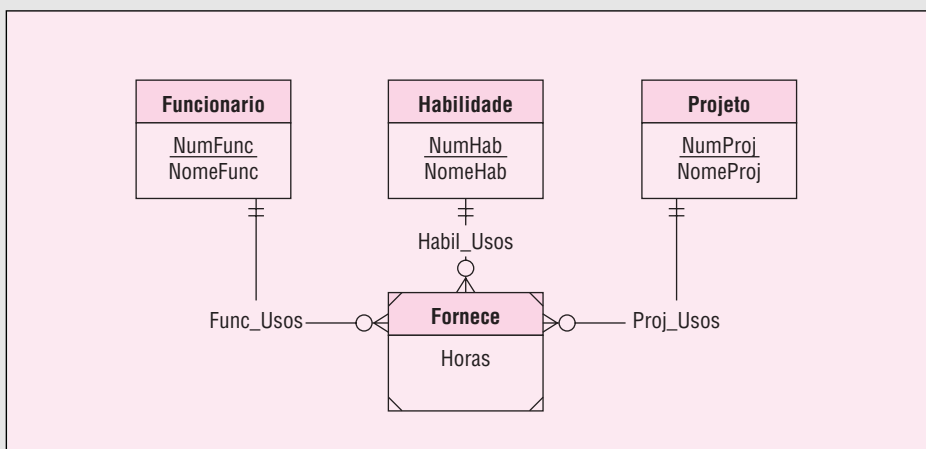 Funcionario
NumFunc
NomeFunc
Habilidade
NumHab
NomeHab
Projeto
NumProj
NomeProj
Habil_Usos
Func_Usos
Fornece
Horas
Proj_Usos